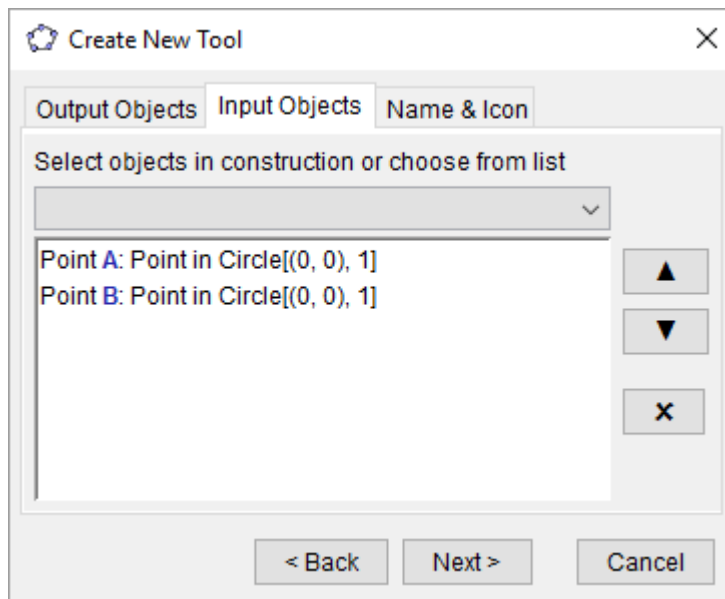 Create New Tool
Output Objects Input Objects Name & Icon
Select objects in construction or choose from list
Point A: Point in Circle[(0, 0), 1]
Point B: Point in Circle[(0, 0), 1]
< Back Next > Cancel